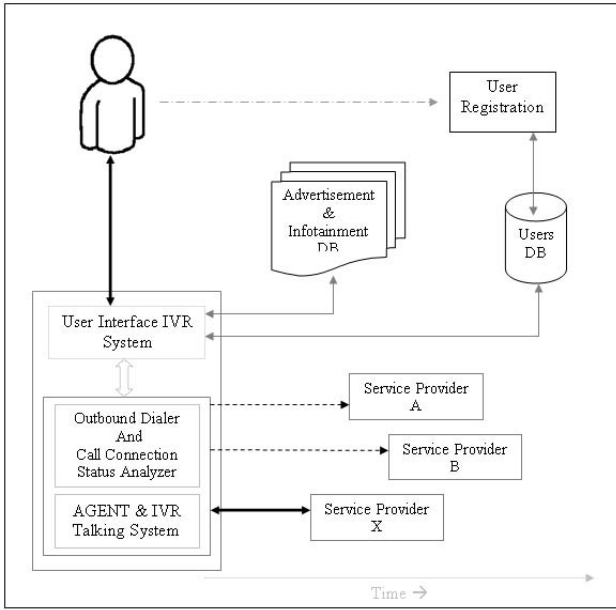 User
Registration
Advertisement
&
Infotainment
DB
Users
DB
User Interface IVR
System
Service Provider
A
Outbound Dialer
And
Call Connection
Status Analyzer
Service Provider
B
AGENT & IVR
Talking System
Service Provider
X
Time →